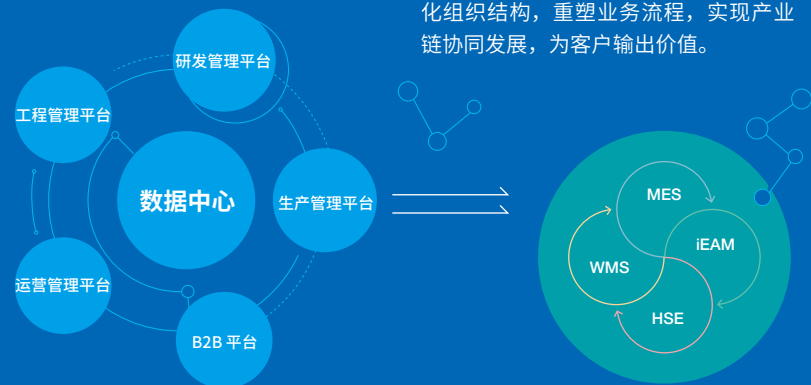 化组织结构，重塑业务流程，实现产业
链协同发展，为客户输出价值。
研发管理平台
工程管理平台
数据中心
生产管理平台
运营管理平台
B2B 平台
MES
iEAM
WMS
HSE